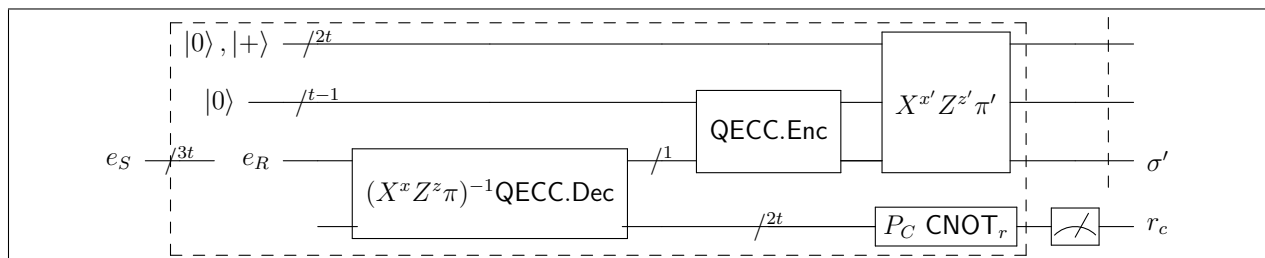 |0⟩, |+⟩ 2t
|0⟩ t−1 X^{x'} Z^{z'} π'
QECC.Enc
e_S 3t e_R 1 σ'
(X^x Z^z π)^{-1}QECC.Dec
2t P_C CNOT_r r_c